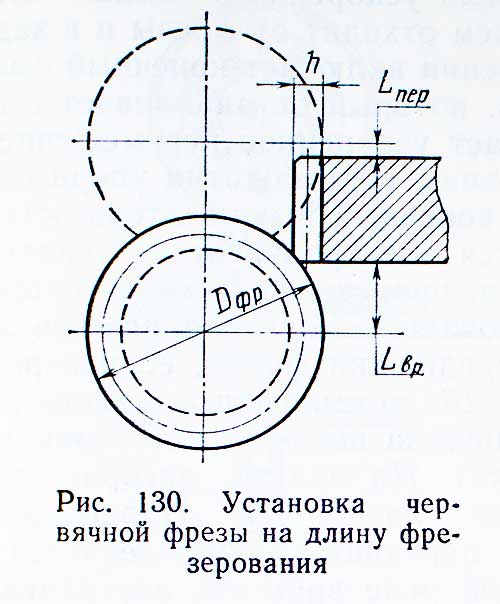 h
Lпер
Dфр
Lвр
Рис. 130. Установка чер-
вячной фрезы на длину фре-
зерования